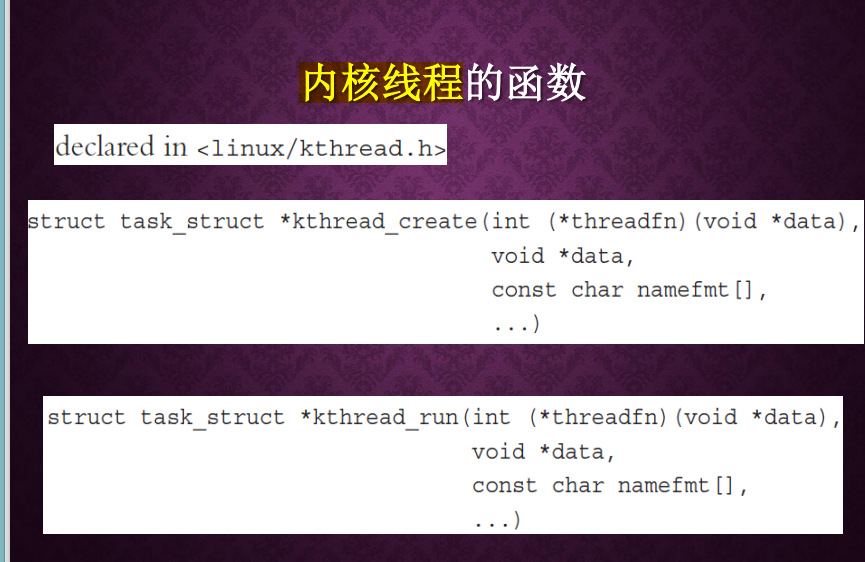 内核线程的函数
declared in <linux/kthread.h>
struct task_struct *kthread_create(int (*threadfn)(void *data),
void *data,
const char namefmt[],
...)
struct task_struct *kthread_run(int (*threadfn)(void *data),
void *data,
const char namefmt[],
...)